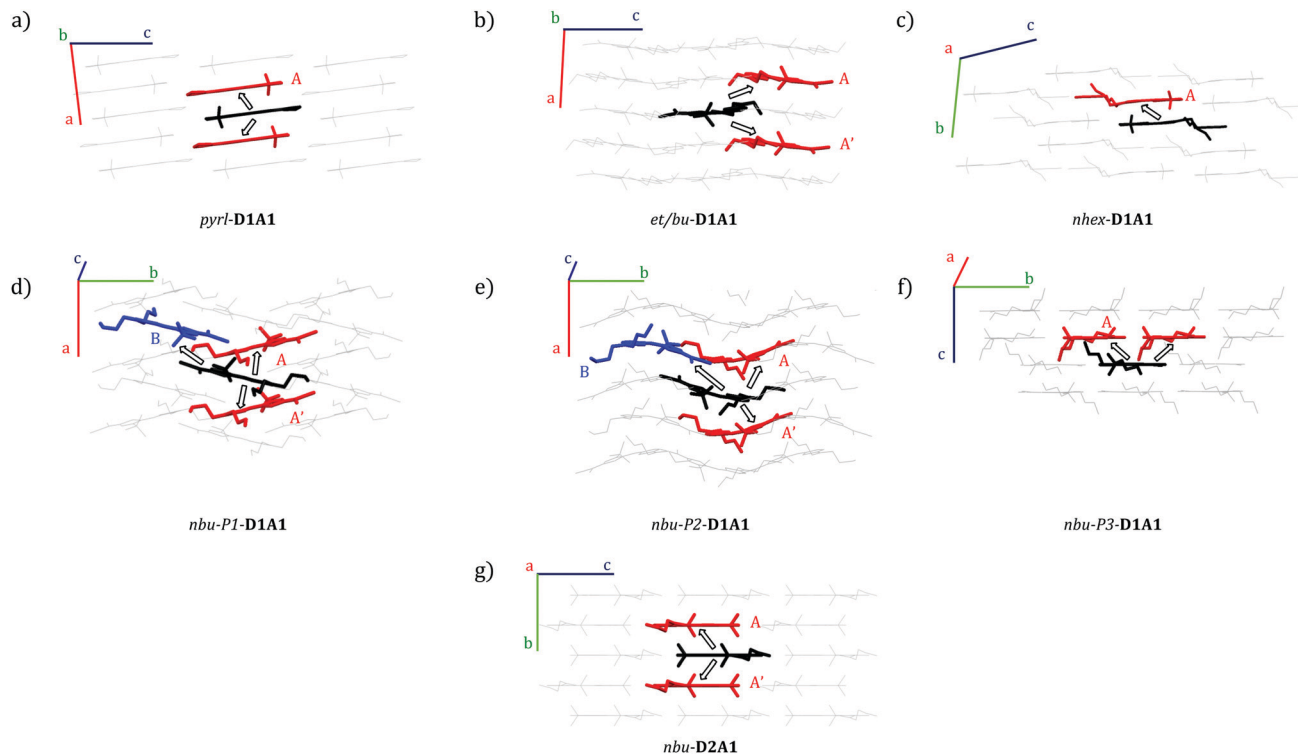 a)
b
c
a
A
pyrl-D1A1
b)
b
c
a
A
A'
et/bu-D1A1
c)
a
c
b
A
nhex-D1A1
d)
c
b
a
B
A
A'
nbu-P1-D1A1
e)
c
b
a
B
A
A'
nbu-P2-D1A1
f)
a
b
c
A
nbu-P3-D1A1
g)
a
c
b
A
A'
nbu-D2A1